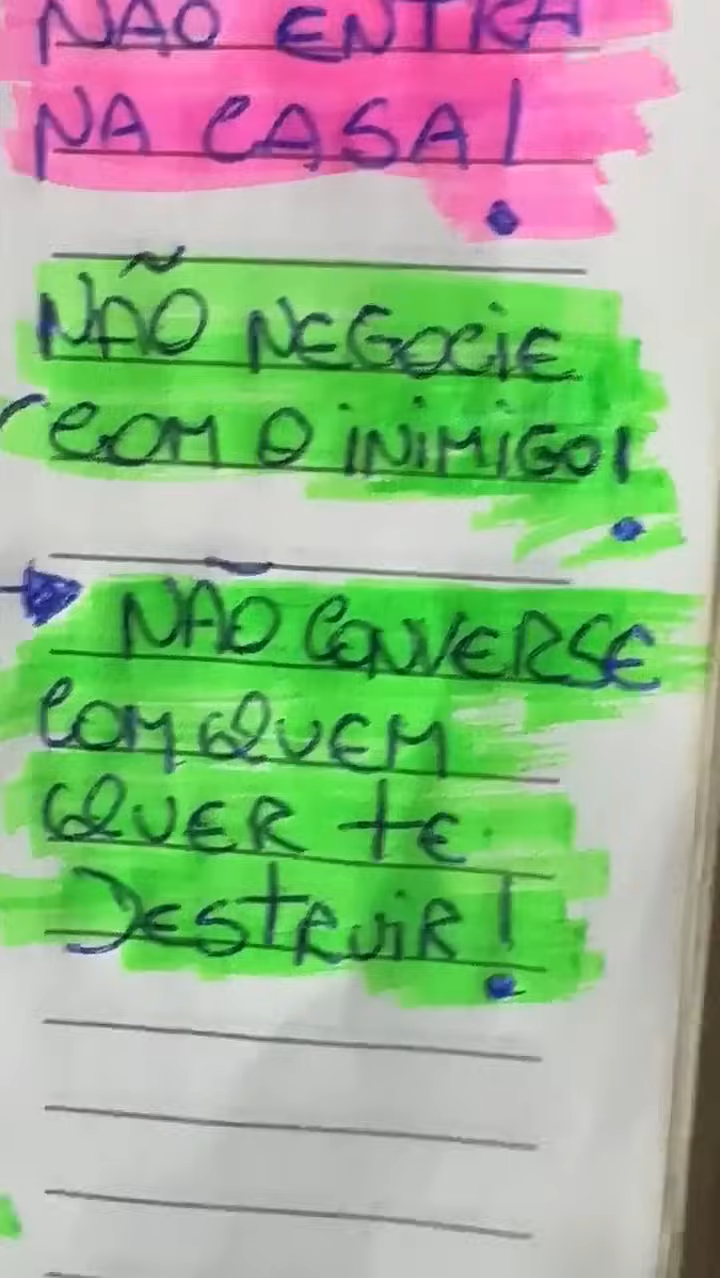 NÃO ENTRA
NA CASA!
NÃO NEGOCIE
COM O INIMIGO!
NÃO CONVERSE
COM QUEM
QUER TE
DESTRUIR!